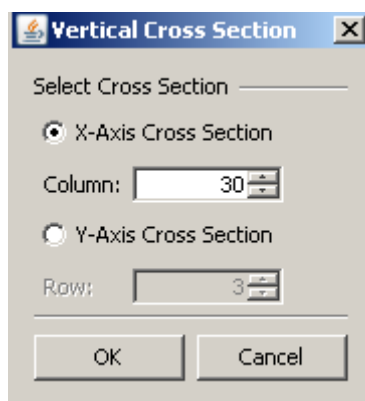 Vertical Cross Section
Select Cross Section
X-Axis Cross Section
Column: 30
Y-Axis Cross Section
Row: 3
OK Cancel